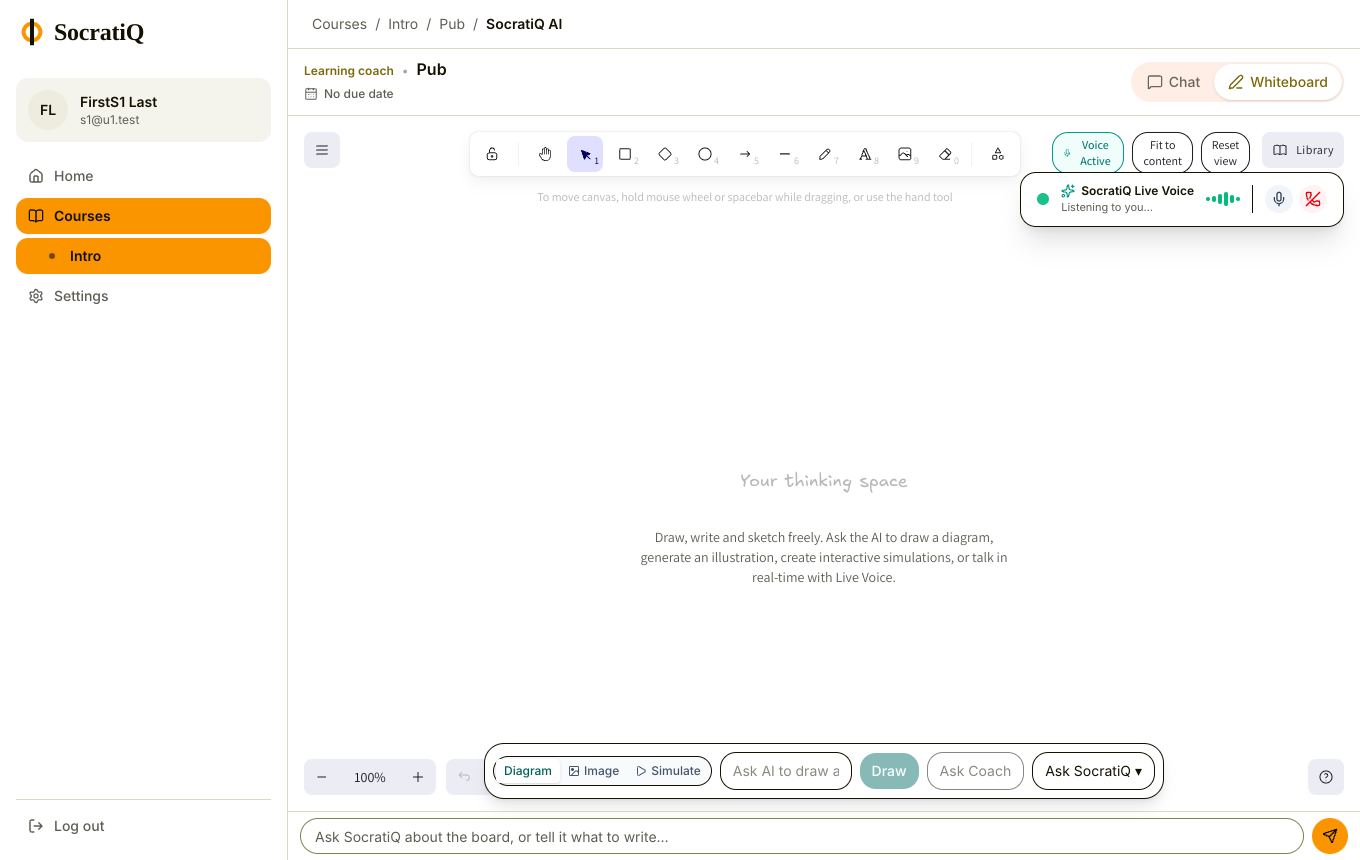 SocratiQ
Courses / Intro / Pub / SocratiQ AI
FL
FirstS1 Last
s1@u1.test
Home
Courses
Intro
Settings
Log out
Learning coach • Pub
No due date
Chat
Whiteboard
1
2
3
4
5
6
7
A 8
9
0
To move canvas, hold mouse wheel or spacebar while dragging, or use the hand tool
Voice
Active
Fit to
content
Reset
view
Library
SocratiQ Live Voice
Listening to you...
Your thinking space
Draw, write and sketch freely. Ask the AI to draw a diagram,
generate an illustration, create interactive simulations, or talk in
real-time with Live Voice.
− 100% +
Diagram
Image
Simulate
Ask AI to draw a
Draw
Ask Coach
Ask SocratiQ ▾
Ask SocratiQ about the board, or tell it what to write...